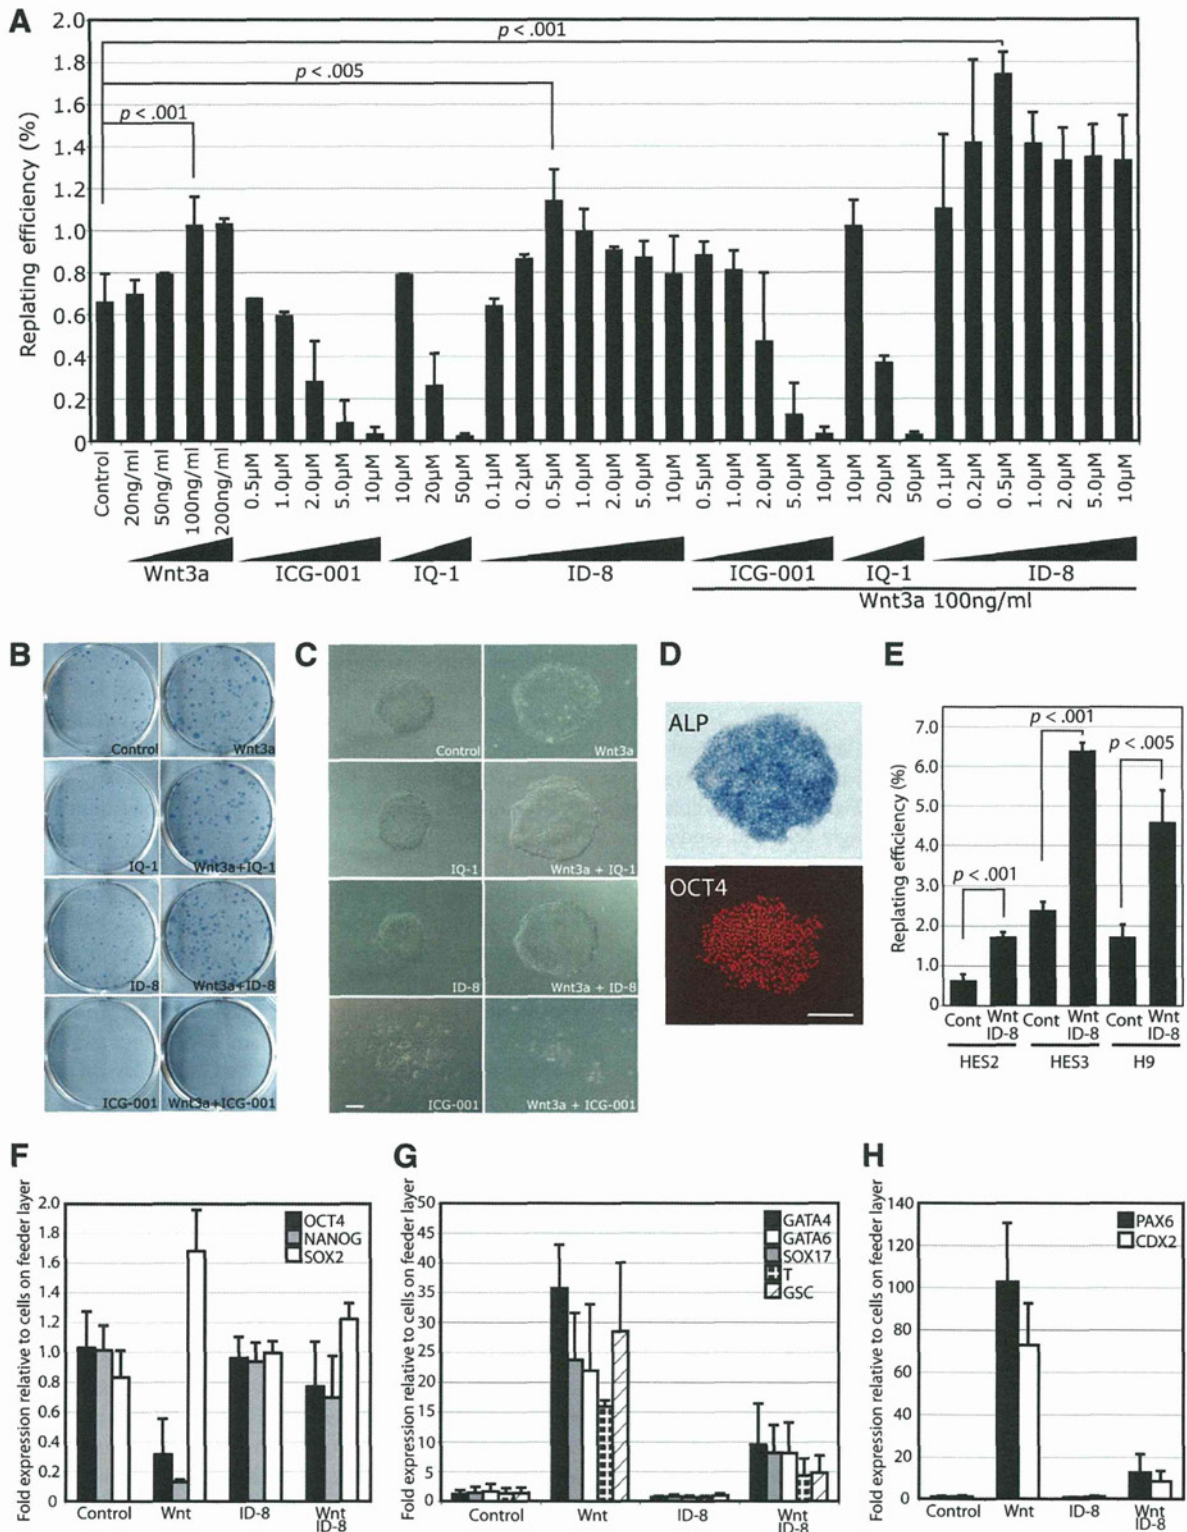 A
2.0
1.8
1.6
1.4
1.2
1.0
0.8
0.6
0.4
0.2
0
Replating efficiency (%)
p < .001
p < .005
p < .001
Control
20ng/ml
50ng/ml
100ng/ml
200ng/ml
0.5µM
1.0µM
2.0µM
5.0µM
10µM
10µM
20µM
50µM
0.1µM
0.2µM
0.5µM
1.0µM
2.0µM
5.0µM
10µM
0.5µM
1.0µM
2.0µM
5.0µM
10µM
10µM
20µM
50µM
0.1µM
0.2µM
0.5µM
1.0µM
2.0µM
5.0µM
10µM
Wnt3a ICG-001 IQ-1 ID-8 ICG-001 IQ-1 ID-8
Wnt3a 100ng/ml
B
Control Wnt3a
IQ-1 Wnt3a+IQ-1
ID-8 Wnt3a+ID-8
ICG-001 Wnt3a+ICG-001
C
Control Wnt3a
IQ-1 Wnt3a + IQ-1
ID-8 Wnt3a + ID-8
ICG-001 Wnt3a + ICG-001
D
ALP
OCT4
E
Replating efficiency (%)
7.0
6.0
5.0
4.0
3.0
2.0
1.0
0
p < .001
p < .001
p < .005
Cont Wnt ID-8 Cont Wnt ID-8 Cont Wnt ID-8
HES2 HES3 H9
F
Fold expression relative to cells on feeder layer
2.0
1.8
1.6
1.4
1.2
1.0
0.8
0.6
0.4
0.2
0
OCT4
NANOG
SOX2
Control Wnt ID-8 Wnt
ID-8
G
Fold expression relative to cells on feeder layer
50
45
40
35
30
25
20
15
10
5
0
GATA4
GATA6
SOX17
T
GSC
Control Wnt ID-8 Wnt
ID-8
H
Fold expression relative to cells on feeder layer
140
120
100
80
60
40
20
0
PAX6
CDX2
Control Wnt ID-8 Wnt
ID-8